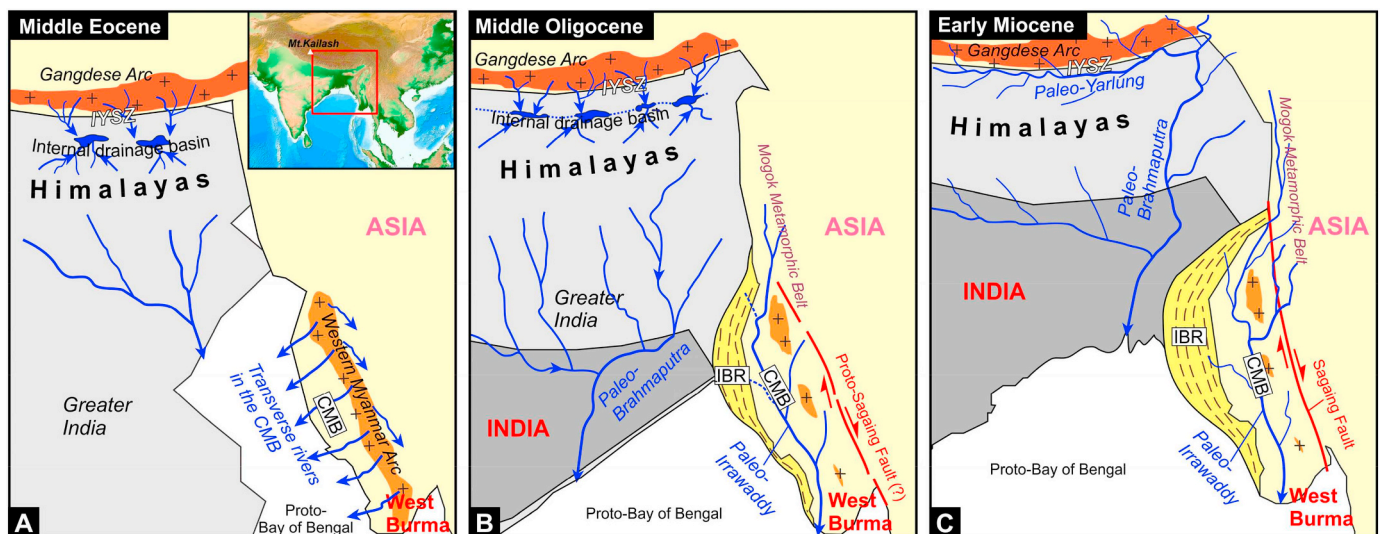 Middle Eocene
Mt.Kailash
Gangdese Arc
IYSZ
Internal drainage basin
Himalayas
ASIA
Greater
India
Western Myanmar Arc
Transverse rivers
in the CMB
CMB
West
Burma
Proto-
Bay of Bengal
A
Middle Oligocene
Gangdese Arc
IYSZ
Internal drainage basin
Himalayas
Mogok Metamorphic Belt
ASIA
Greater
India
Paleo-
Brahmaputra
INDIA
IBR
CMB
Proto-Sagaing Fault (?)
Paleo-
Irrawaddy
West
Burma
Proto-Bay of Bengal
B
Early Miocene
Gangdese Arc
IYSZ
Paleo-Yarlung
Himalayas
Mogok Metamorphic Belt
Paleo-
Brahmaputra
ASIA
INDIA
IBR
CMB
Sagaing Fault
Paleo-
Irrawaddy
Proto-Bay of Bengal
West
Burma
C